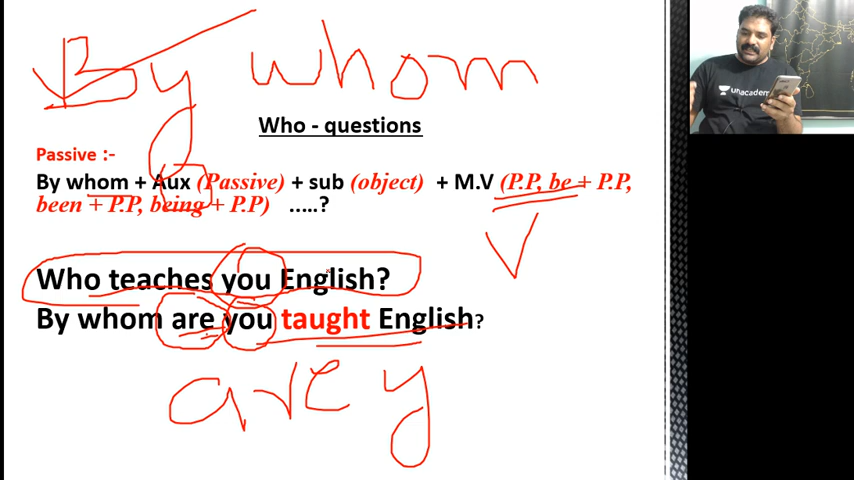 By whom
unacademy
Who - questions
Passive :-
By whom + Aux (Passive) + sub (object) + M.V (P.P, be + P.P,
been + P.P, being + P.P) .....?
Who teaches you English?
By whom are you taught English?
are y